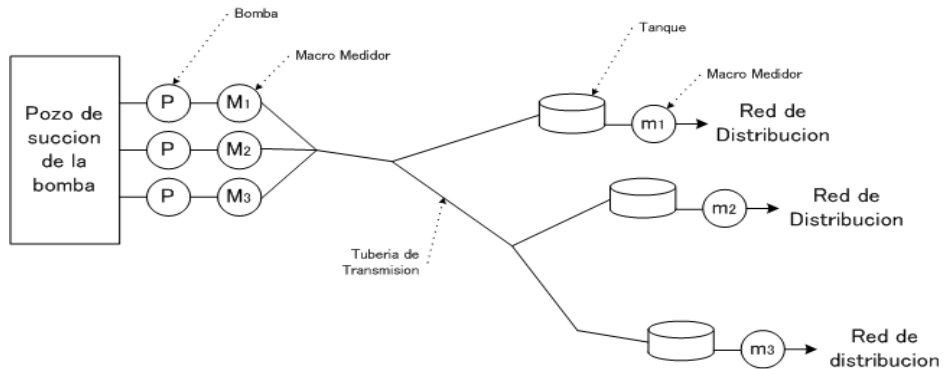 Bomba
Macro Medidor
Tanque
Macro Medidor
Pozo de
succion
de la
bomba
P
M1
P
M2
P
M3
m1
Red de
Distribucion
m2
Red de
Distribucion
Tuberia de
Transmision
m3
Red de
distribucion